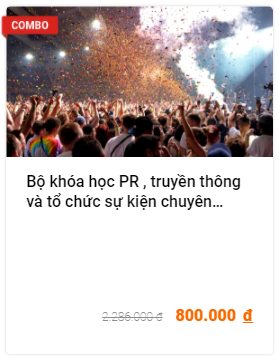 COMBO
Bộ khóa học PR , truyền thông
và tổ chức sự kiện chuyên...
2.286.000 đ 800.000 đ